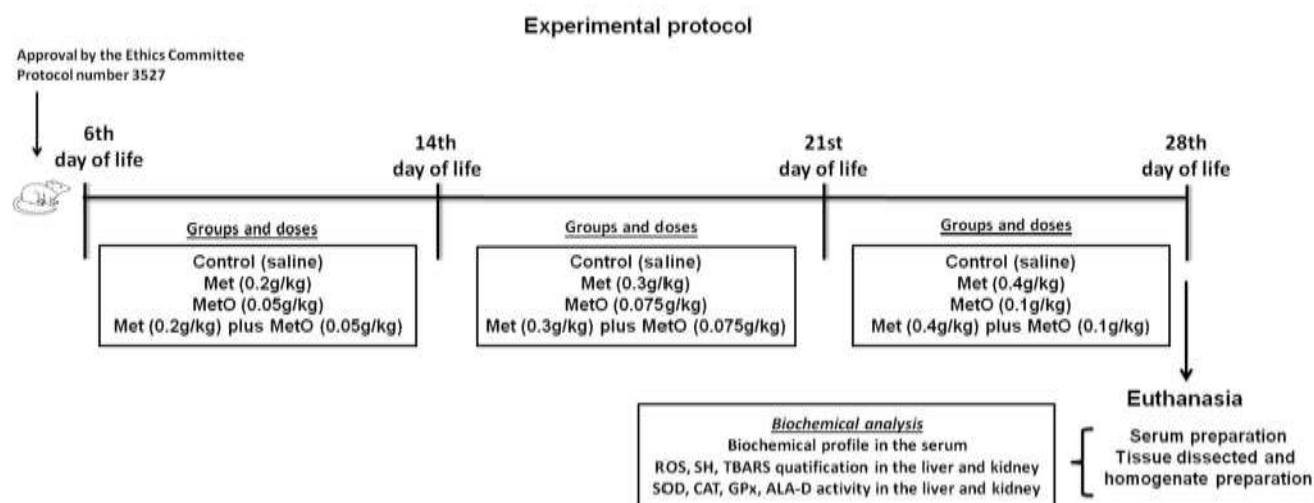 Experimental protocol
Approval by the Ethics Committee
Protocol number 3527
6th
day of life
14th
day of life
21st
day of life
28th
day of life
Groups and doses
Control (saline)
Met (0.2g/kg)
MetO (0.05g/kg)
Met (0.2g/kg) plus MetO (0.05g/kg)
Groups and doses
Control (saline)
Met (0.3g/kg)
MetO (0.075g/kg)
Met (0.3g/kg) plus MetO (0.075g/kg)
Groups and doses
Control (saline)
Met (0.4g/kg)
MetO (0.1g/kg)
Met (0.4g/kg) plus MetO (0.1g/kg)
Euthanasia
Serum preparation
Tissue dissected and
homogenate preparation
Biochemical analysis
Biochemical profile in the serum
ROS, SH, TBARS quatification in the liver and kidney
SOD, CAT, GPx, ALA-D activity in the liver and kidney